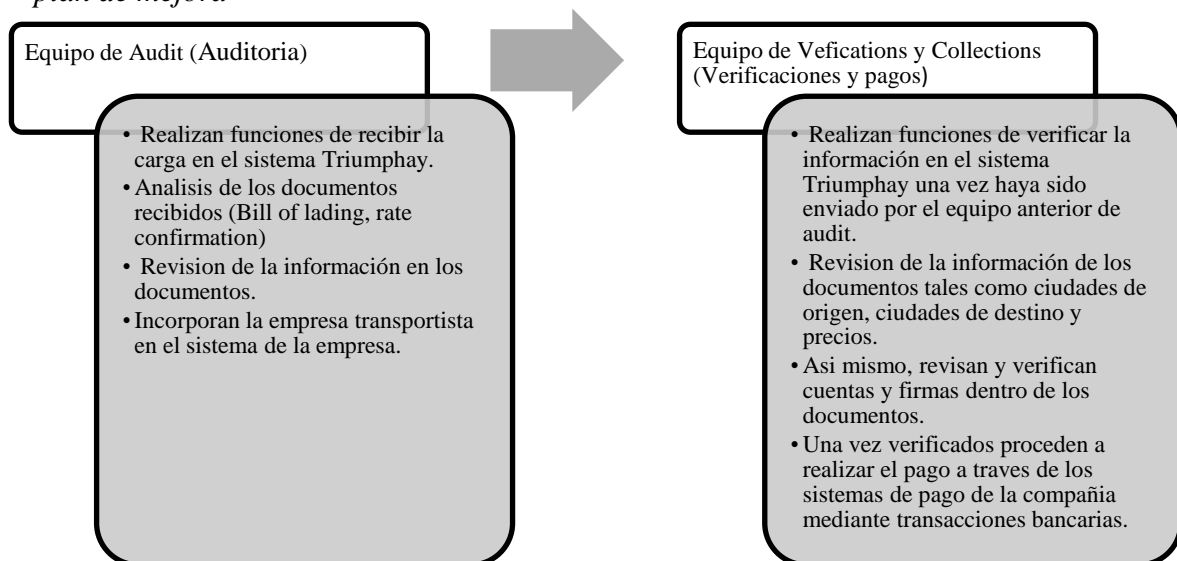 plan de mejora
Equipo de Audit (Auditoria)
• Realizan funciones de recibir la
carga en el sistema Triumphay.
• Analisis de los documentos
recibidos (Bill of lading, rate
confirmation)
• Revision de la información en los
documentos.
• Incorporan la empresa transportista
en el sistema de la empresa.
Equipo de Vefications y Collections
(Verificaciones y pagos)
• Realizan funciones de verificar la
información en el sistema
Triumphay una vez haya sido
enviado por el equipo anterior de
audit.
• Revision de la información de los
documentos tales como ciudades de
origen, ciudades de destino y
precios.
• Asi mismo, revisan y verifican
cuentas y firmas dentro de los
documentos.
• Una vez verificados proceden a
realizar el pago a traves de los
sistemas de pago de la compañia
mediante transacciones bancarias.